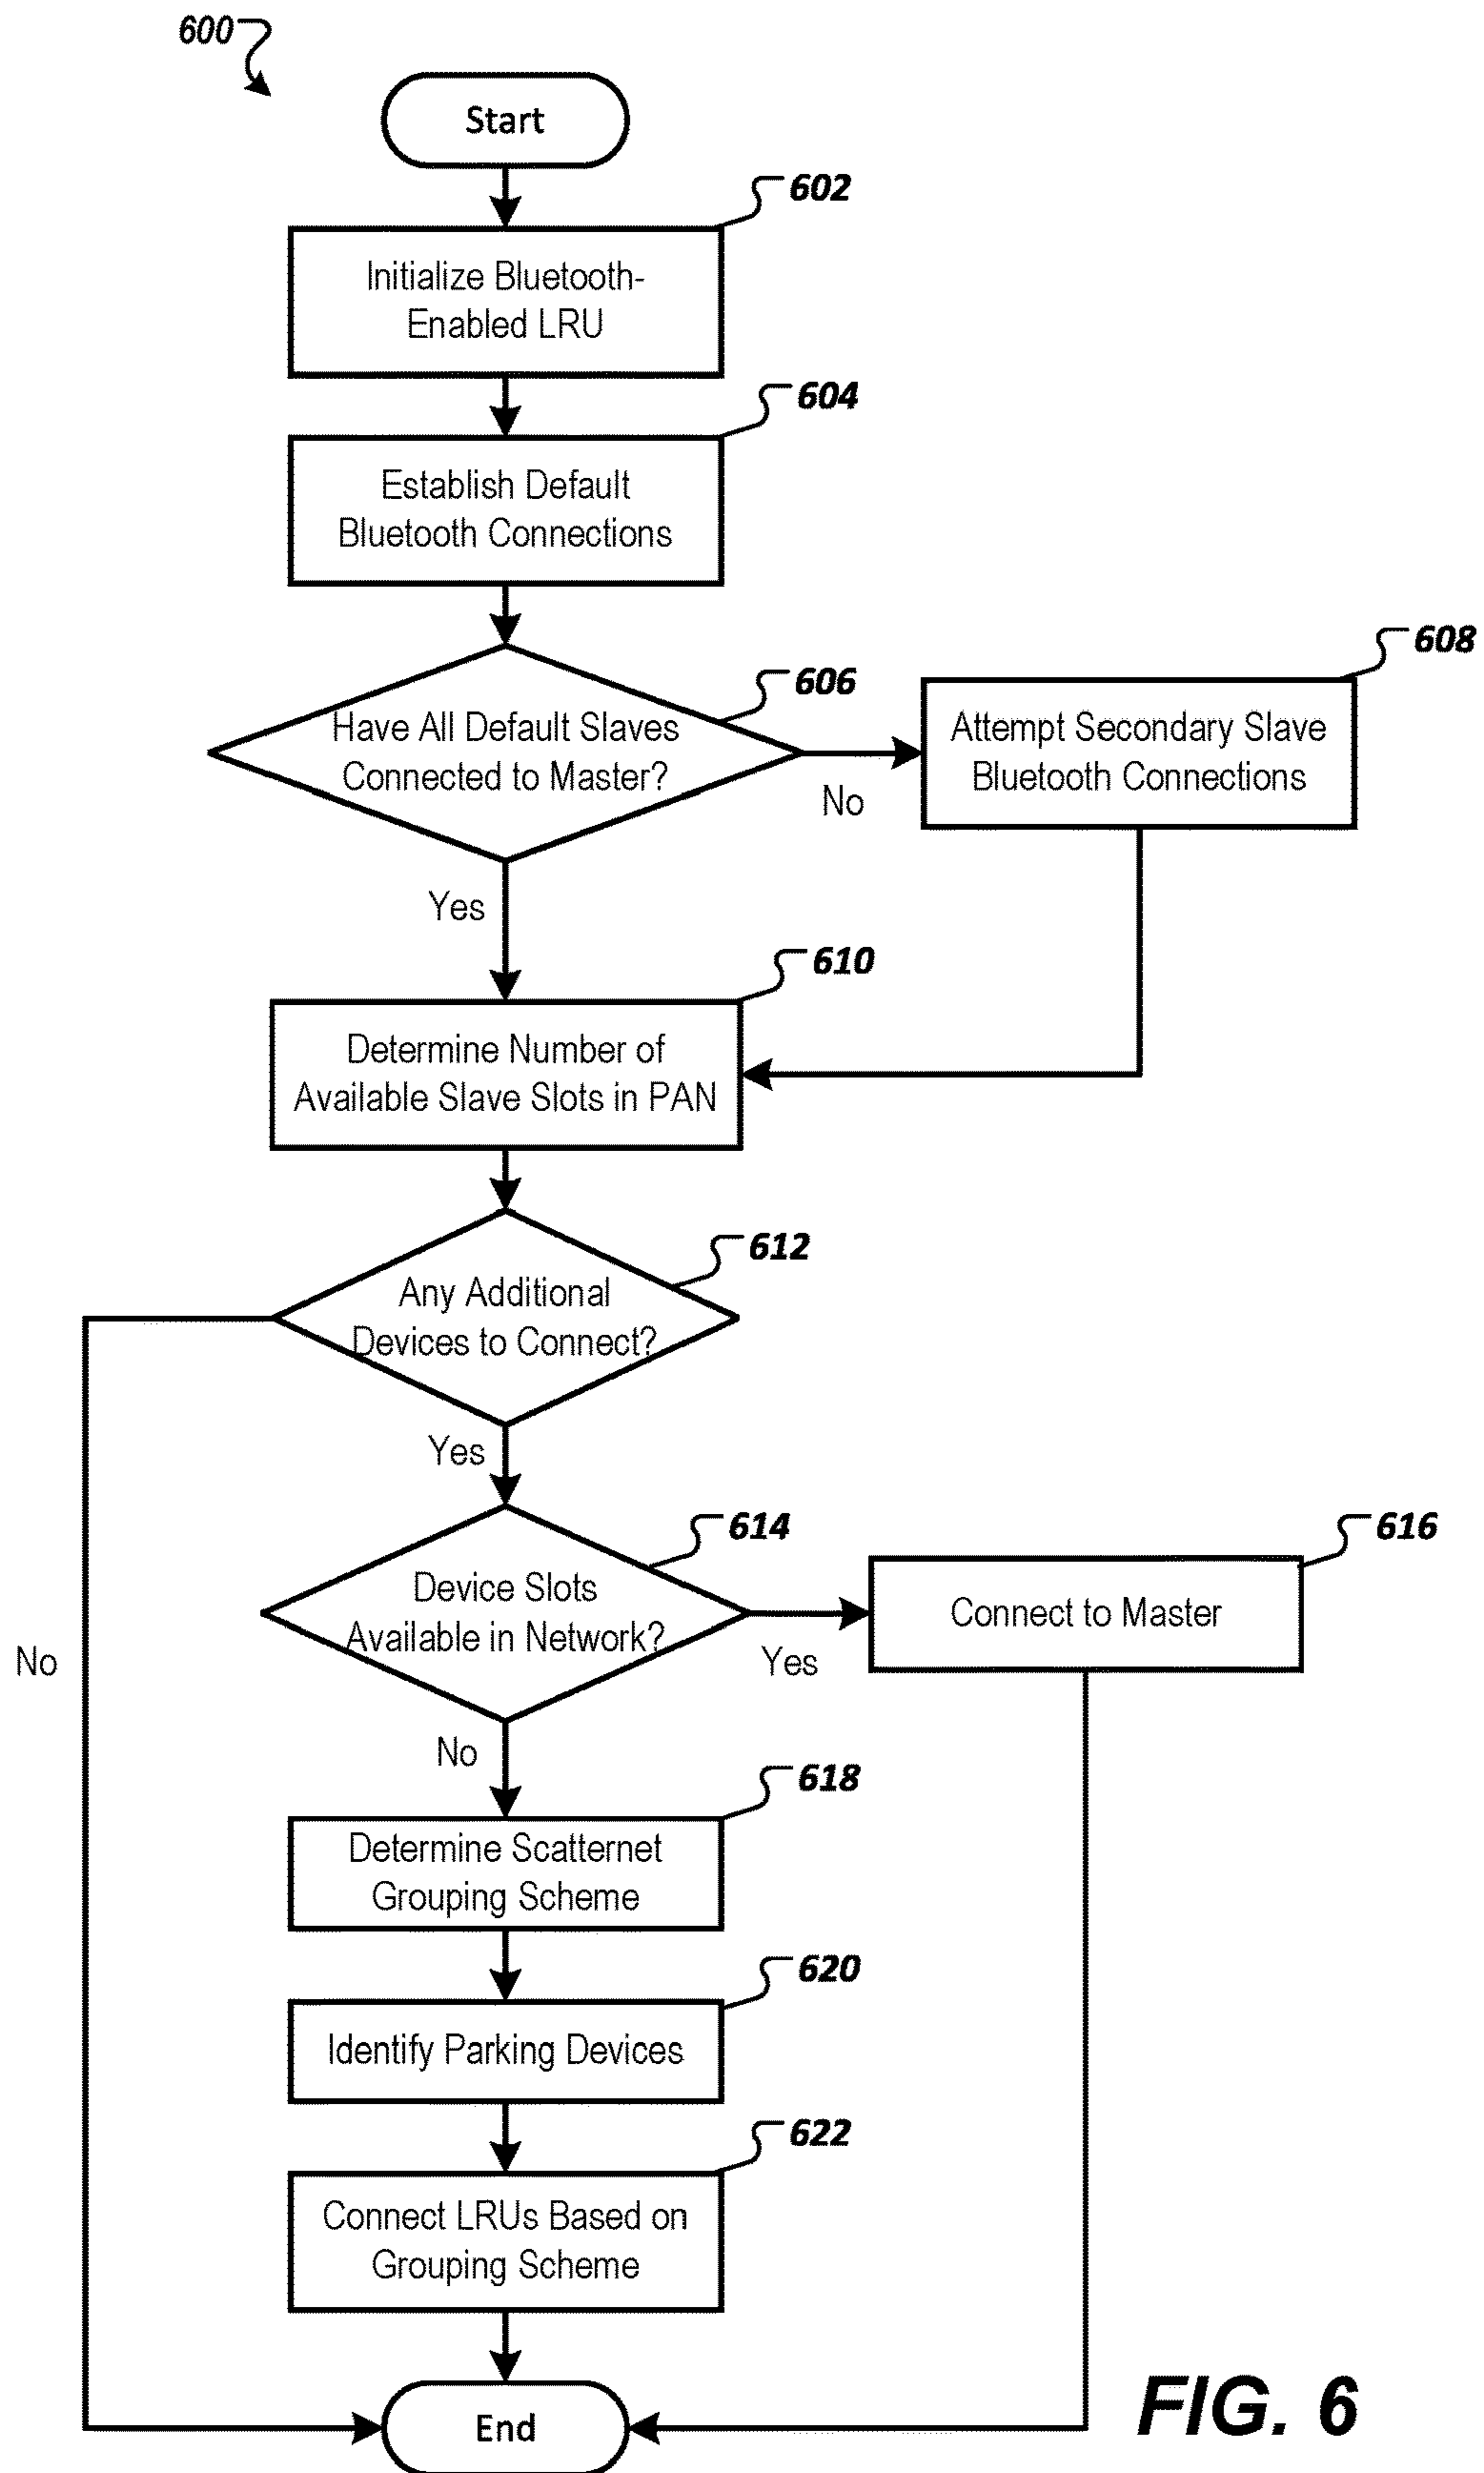 600
Start
602
Initialize Bluetooth-
Enabled LRU
604
Establish Default
Bluetooth Connections
606
Have All Default Slaves
Connected to Master?
608
Attempt Secondary Slave
Bluetooth Connections
No
Yes
610
Determine Number of
Available Slave Slots in PAN
612
Any Additional
Devices to Connect?
Yes
614
Device Slots
Available in Network?
616
Connect to Master
No
Yes
No
618
Determine Scatternet
Grouping Scheme
620
Identify Parking Devices
622
Connect LRUs Based on
Grouping Scheme
End
FIG. 6